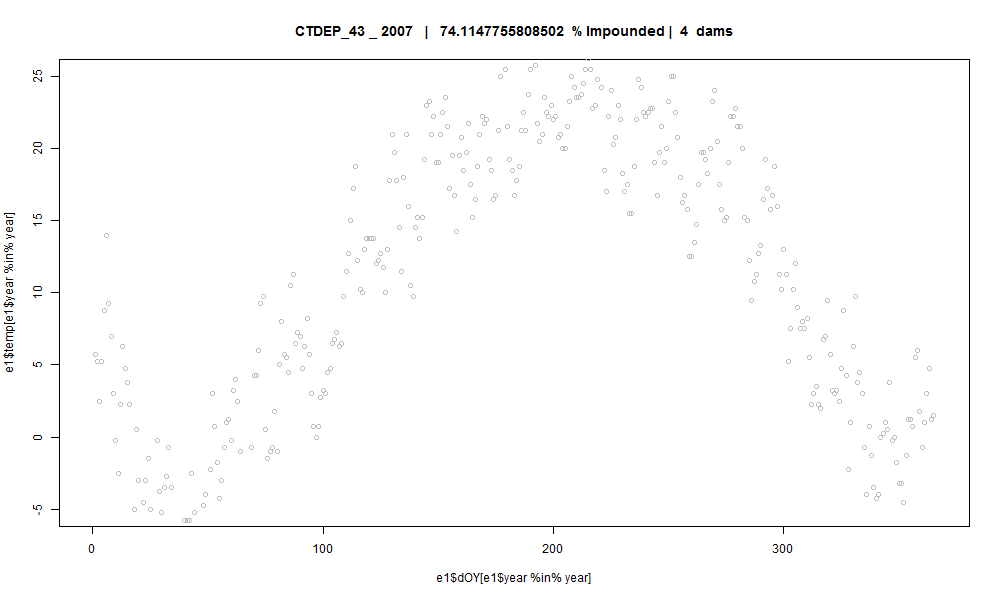 CTDEP_43 _ 2007 | 74.1147755808502 % Impounded | 4 dams
e1$temp[e1$year %in% year]
25
20
15
10
5
0
-5
0 100 200 300
e1$dOY[e1$year %in% year]